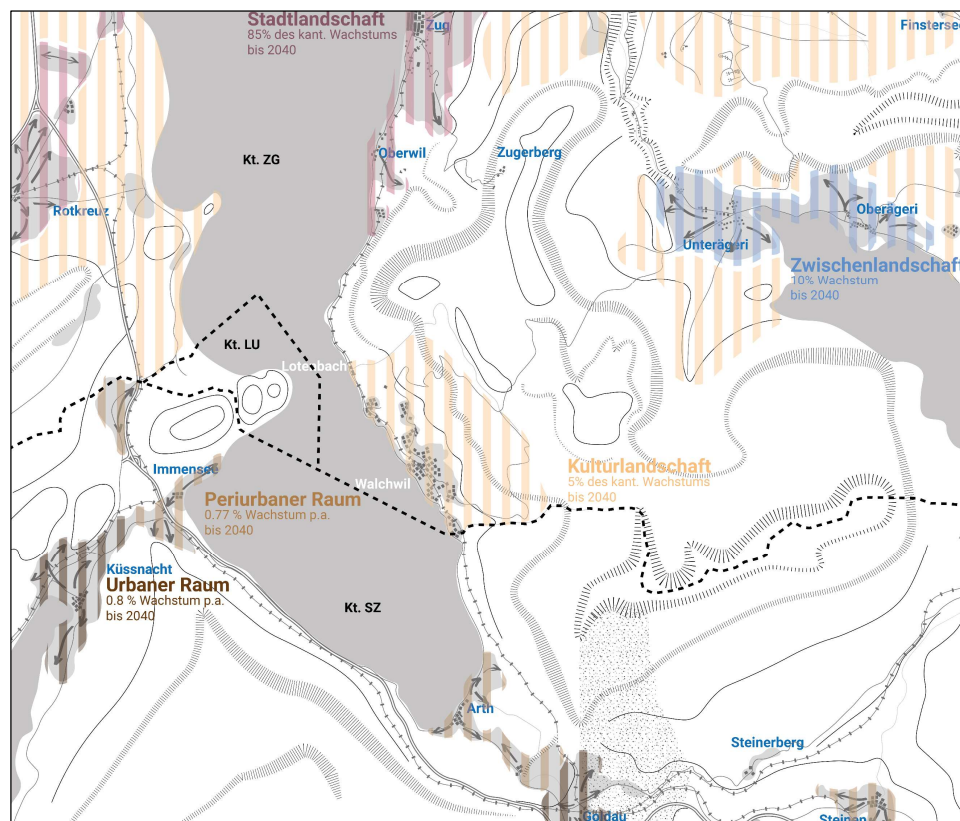 Stadtlandschaft
85% des kant. Wachstums
bis 2040
Zug
Finstersee
Kt. ZG
Oberwil
Zugerberg
Rotkreuz
Oberägeri
Unterägeri
Zwischenlandschaft
10% Wachstum
bis 2040
Kt. LU
Lotenbach
Immensee
Walchwil
Kulturlandschaft
5% des kant. Wachstums
bis 2040
Periurbaner Raum
0.77 % Wachstum p.a.
bis 2040
Küssnacht
Urbaner Raum
0.8 % Wachstum p.a.
bis 2040
Kt. SZ
Arth
Steinerberg
Goldau
Steinen